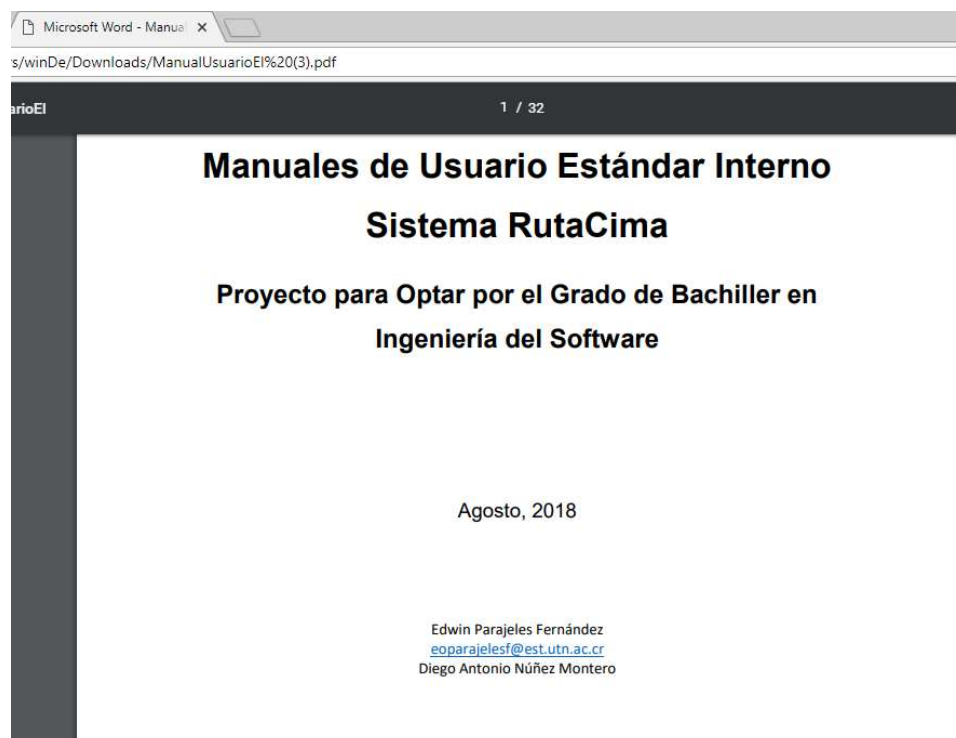 Microsoft Word - Manua
s/winDe/Downloads/ManualUsuarioEI%20(3).pdf
arioEI
1 / 32
Manuales de Usuario Estándar Interno
Sistema RutaCima
Proyecto para Optar por el Grado de Bachiller en
Ingeniería del Software
Agosto, 2018
Edwin Parajeles Fernández
eoparajelesf@est.utn.ac.cr
Diego Antonio Núñez Montero